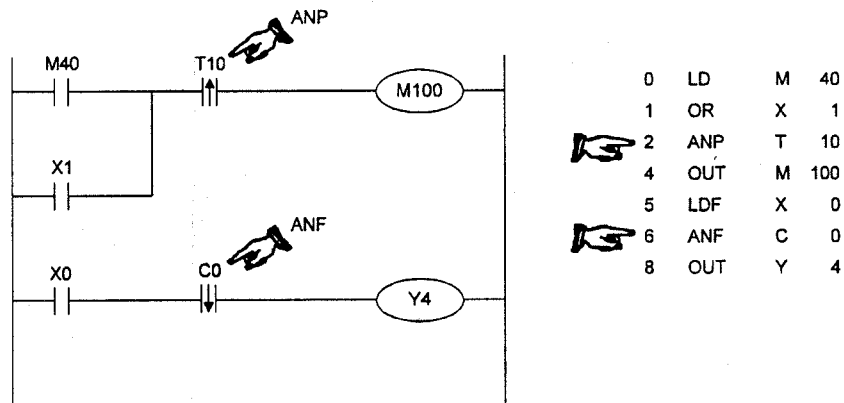 ANP
M40
T10
M100
X1
ANF
X0
C0
Y4
0 LD M 40
1 OR X 1
2 ANP T 10
4 OUT M 100
5 LDF X 0
6 ANF C 0
8 OUT Y 4